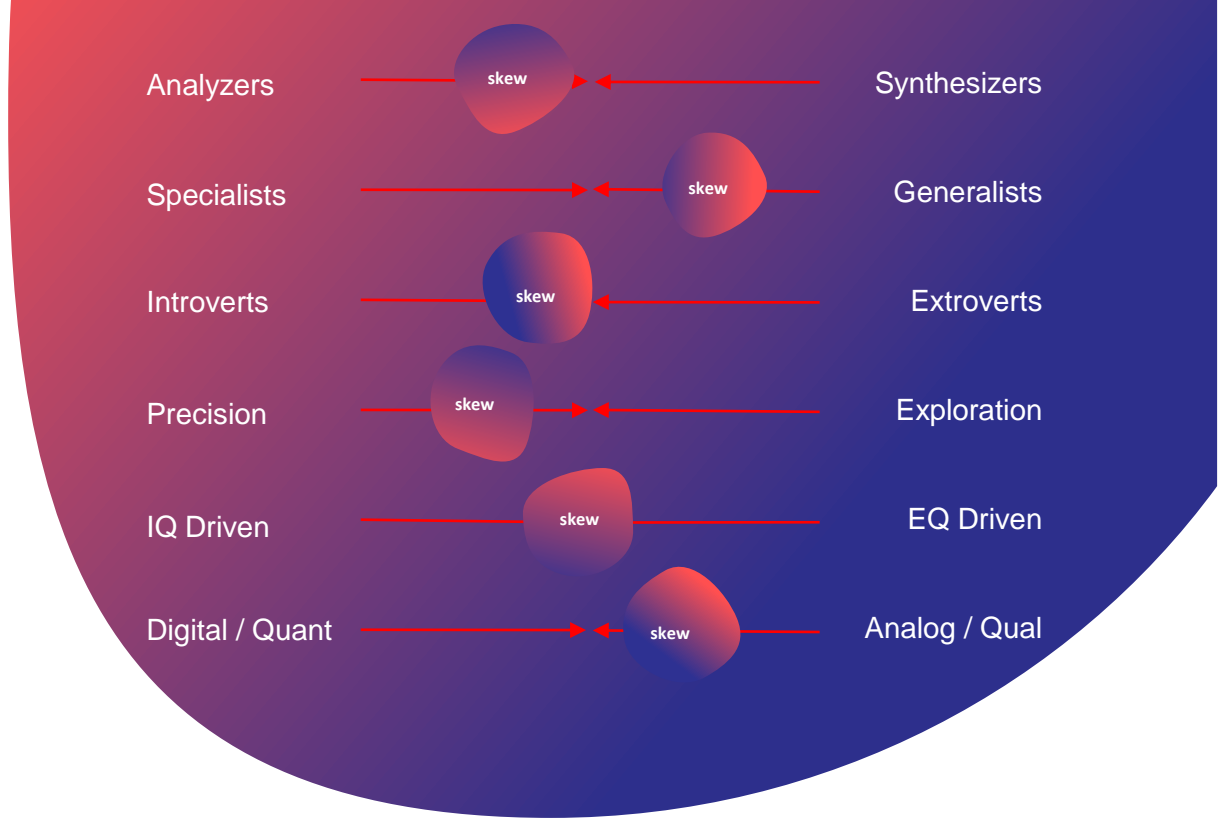 Analyzers skew Synthesizers
Specialists skew Generalists
Introverts skew Extroverts
Precision skew Exploration
IQ Driven skew EQ Driven
Digital / Quant skew Analog / Qual